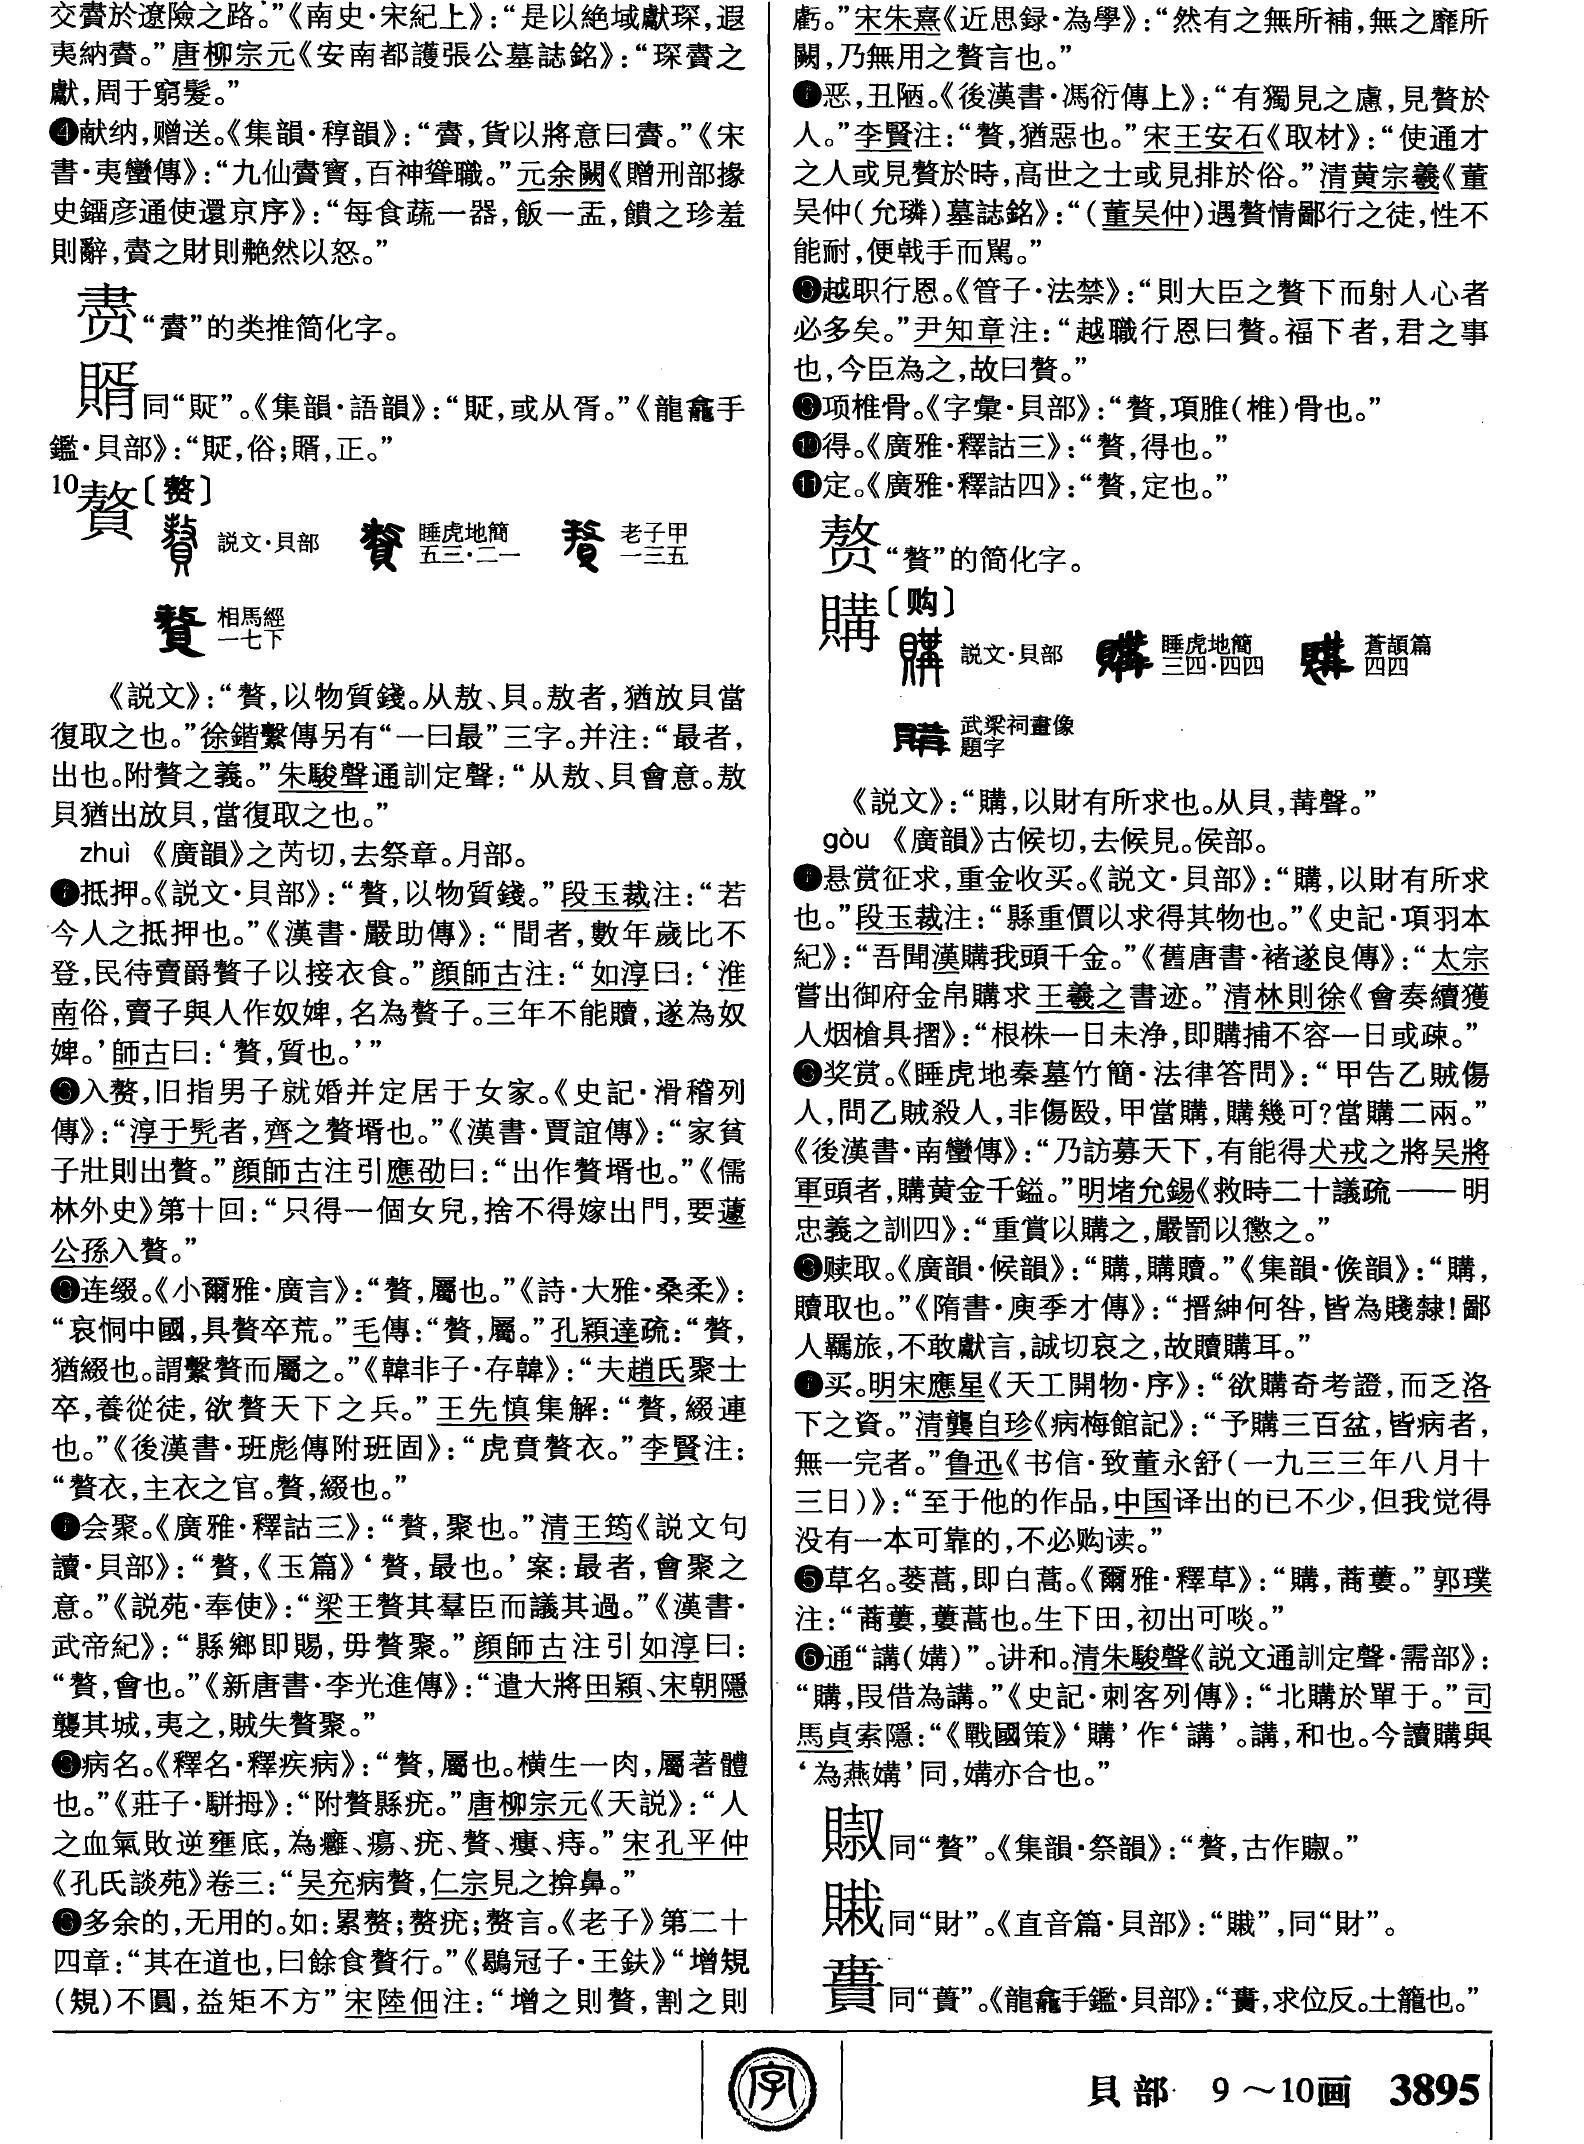 交賮於遼險之路。”《南史·宋紀上》：“是以絶域獻琛，遐
夷納賮。”唐柳宗元《安南都護張公墓誌銘》：“琛賮之
獻，周于窮髮。”
❹献纳，赠送。《集韻·稕韻》：“賮，貨以將意曰賮。”《宋
書·夷蠻傳》：“九仙賮寳，百神聳職。”元余闕《贈刑部掾
史鐂彦通使還京序》：“每食蔬一器，飯一盂，饋之珍羞
則辭，賮之財則艴然以怒。”
赆“賮”的类推简化字。
䝴同“䝪”。《集韻·語韻》：“䝪，或从胥。”《龍龕手
鑑·貝部》：“䝪，俗；䝴，正。”
10贅〔赘〕
説文·貝部 睡虎地簡五三·二一 老子甲一三五
相馬經一七下
《説文》：“贅，以物質錢。从敖、貝。敖者，猶放貝當
復取之也。”徐鍇繫傳另有“一曰最”三字。并注：“最者，
出也。附贅之義。”朱駿聲通訓定聲：“从敖、貝會意。敖
貝猶出放貝，當復取之也。”
zhuì 《廣韻》之芮切，去祭章。月部。
❶抵押。《説文·貝部》：“贅，以物質錢。”段玉裁注：“若
今人之抵押也。”《漢書·嚴助傳》：“間者，數年歲比不
登，民待賣爵贅子以接衣食。”顔師古注：“如淳曰：‘淮
南俗，賣子與人作奴婢，名為贅子。三年不能贖，遂為奴
婢。’師古曰：‘贅，質也。’”
❷入赘，旧指男子就婚并定居于女家。《史記·滑稽列
傳》：“淳于髡者，齊之贅壻也。”《漢書·賈誼傳》：“家貧
子壯則出贅。”顔師古注引應劭曰：“出作贅壻也。”《儒
林外史》第十回：“只得一個女兒，捨不得嫁出門，要蘧
公孫入贅。”
❸连缀。《小爾雅·廣言》：“贅，屬也。”《詩·大雅·桑柔》：
“哀恫中國，具贅卒荒。”毛傳：“贅，屬。”孔穎達疏：“贅，
猶綴也。謂繫贅而屬之。”《韓非子·存韓》：“夫趙氏聚士
卒，養從徒，欲贅天下之兵。”王先慎集解：“贅，綴連
也。”《後漢書·班彪傳附班固》：“虎賁贅衣。”李賢注：
“贅衣，主衣之官。贅，綴也。”
❹会聚。《廣雅·釋詁三》：“贅，聚也。”清王筠《説文句
讀·貝部》：“贅，《玉篇》‘贅，最也。’案：最者，會聚之
意。”《説苑·奉使》：“梁王贅其羣臣而議其過。”《漢書·
武帝紀》：“縣鄉即賜，毋贅聚。”顔師古注引如淳曰：
“贅，會也。”《新唐書·李光進傳》：“遣大將田穎、宋朝隱
襲其城，夷之，賊失贅聚。”
❺病名。《釋名·釋疾病》：“贅，屬也。横生一肉，屬著體
也。”《莊子·駢拇》：“附贅縣疣。”唐柳宗元《天説》：“人
之血氣敗逆壅底，為癰、瘍、疣、贅、瘻、痔。”宋孔平仲
《孔氏談苑》卷三：“吴充病贅，仁宗見之揜鼻。”
❻多余的，无用的。如：累赘；赘疣；赘言。《老子》第二十
四章：“其在道也，曰餘食贅行。”《鶡冠子·王鈇》“增䂓
（規）不圓，益矩不方”宋陸佃注：“增之則贅，割之則
虧。”宋朱熹《近思録·為學》：“然有之無所補，無之靡所
闕，乃無用之贅言也。”
❼恶，丑陋。《後漢書·馮衍傳上》：“有獨見之慮，見贅於
人。”李賢注：“贅，猶惡也。”宋王安石《取材》：“使通才
之人或見贅於時，高世之士或見排於俗。”清黄宗羲《董
吴仲（允璘）墓誌銘》：“（董吴仲）遇贅情鄙行之徒，性不
能耐，便戟手而駡。”
❽越职行恩。《管子·法禁》：“則大臣之贅下而射人心者
必多矣。”尹知章注：“越職行恩曰贅。福下者，君之事
也，今臣為之，故曰贅。”
❾项椎骨。《字彙·貝部》：“贅，項脽（椎）骨也。”
❿得。《廣雅·釋詁三》：“贅，得也。”
⓫定。《廣雅·釋詁四》：“贅，定也。”
赘“贅”的简化字。
購〔购〕
説文·貝部 睡虎地簡三四·四四 蒼頡篇四四
武梁祠畫像題字
《説文》：“購，以財有所求也。从貝，冓聲。”
gòu 《廣韻》古候切，去候見。侯部。
❶悬赏征求，重金收买。《説文·貝部》：“購，以財有所求
也。”段玉裁注：“縣重價以求得其物也。”《史記·項羽本
紀》：“吾聞漢購我頭千金。”《舊唐書·褚遂良傳》：“太宗
嘗出御府金帛購求王羲之書迹。”清林則徐《會奏續獲
人烟槍具摺》：“根株一日未浄，即購捕不容一日或疎。”
❷奖赏。《睡虎地秦墓竹簡·法律答問》：“甲告乙賊傷
人，問乙賊殺人，非傷殹，甲當購，購幾可？當購二兩。”
《後漢書·南蠻傳》：“乃訪募天下，有能得犬戎之將吴將
軍頭者，購黄金千鎰。”明堵允錫《救時二十議疏——明
忠義之訓四》：“重賞以購之，嚴罰以懲之。”
❸赎取。《廣韻·候韻》：“購，購贖。”《集韻·㑋韻》：“購，
贖取也。”《隋書·庾季才傳》：“搢紳何咎，皆為賤隸！鄙
人羈旅，不敢獻言，誠切哀之，故贖購耳。”
❹买。明宋應星《天工開物·序》：“欲購奇考證，而乏洛
下之資。”清龔自珍《病梅館記》：“予購三百盆，皆病者，
無一完者。”鲁迅《书信·致董永舒（一九三三年八月十
三日）》：“至于他的作品，中国译出的已不少，但我觉得
没有一本可靠的，不必购读。”
❺草名。蒌蒿，即白蒿。《爾雅·釋草》：“購，蔏蔞。”郭璞
注：“蔏蔞，蔞蒿也。生下田，初出可啖。”
❻通“講（媾）”。讲和。清朱駿聲《説文通訓定聲·需部》：
“購，叚借為講。”《史記·刺客列傳》：“北購於單于。”司
馬貞索隱：“《戰國策》‘購’作‘講’。講，和也。今讀購與
‘為燕媾’同，媾亦合也。”
同“贅”。《集韻·祭韻》：“贅，古作。”
同“財”。《直音篇·貝部》：“”，同“財”。
同“蕢”。《龍龕手鑑·貝部》：“，求位反。土籠也。”
字
貝部 9～10画 3895